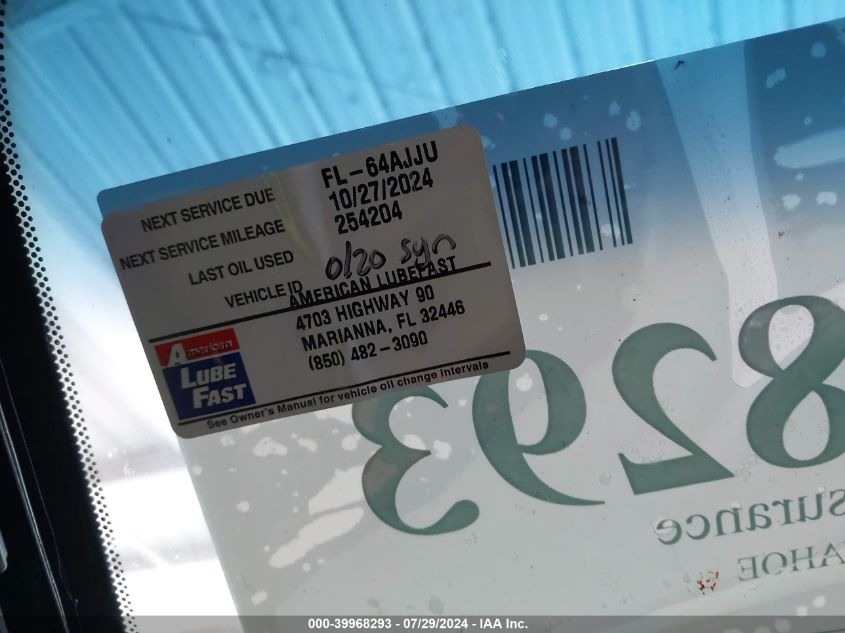 FL-64AJJU
NEXT SERVICE DUE 10/27/2024
NEXT SERVICE MILEAGE 254204
LAST OIL USED 0/20 syn
VEHICLE ID
AMERICAN LUBEFAST
4703 HIGHWAY 90
MARIANNA, FL 32446
(850) 482-3090
American
LUBE
FAST
See Owner's Manual for vehicle oil change intervals
8293
surance
AHOE
000-39968293 - 07/29/2024 - IAA Inc.